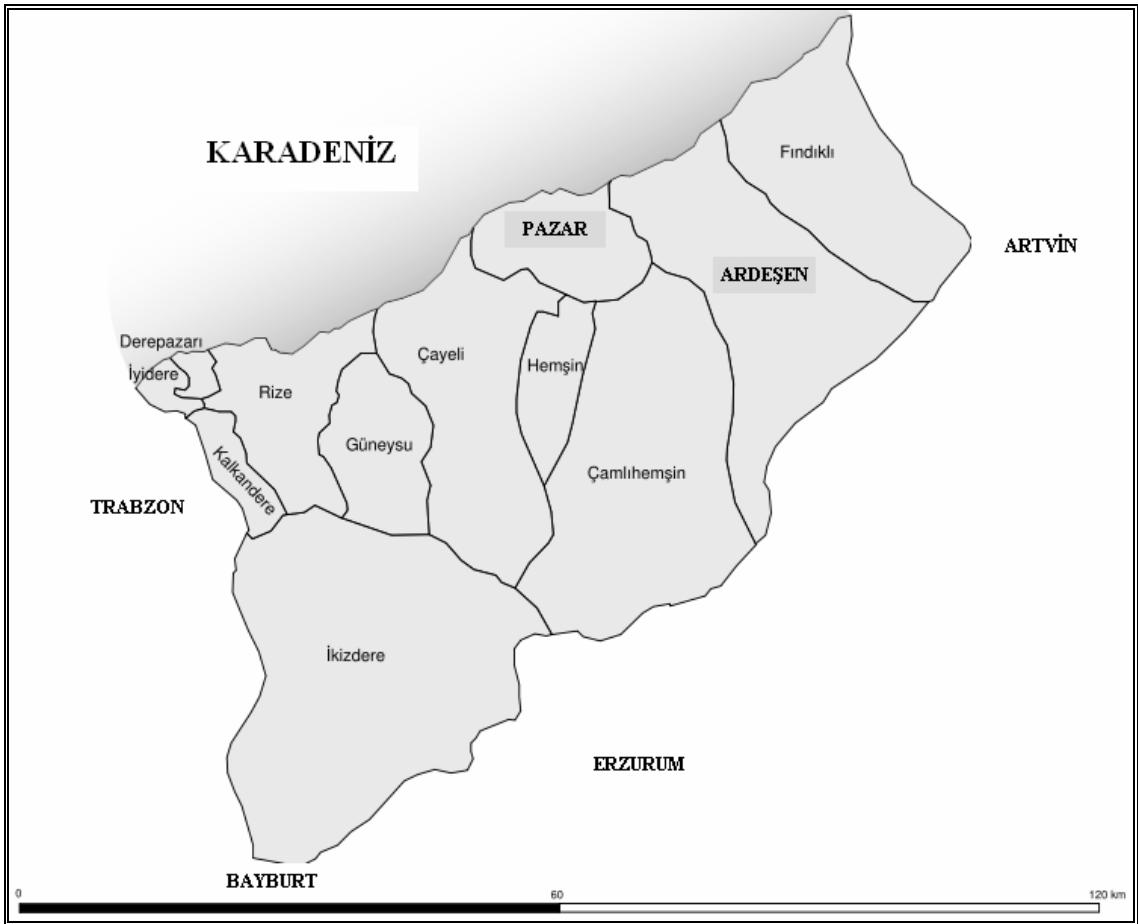 KARADENİZ
Fındıklı
PAZAR
ARTVİN
ARDEŞEN
Derepazarı
Çayeli
İyidere
Hemşin
Rize
Güneysu
Kalkandere
Çamlıhemşin
TRABZON
İkizdere
ERZURUM
BAYBURT
0 60 120 km